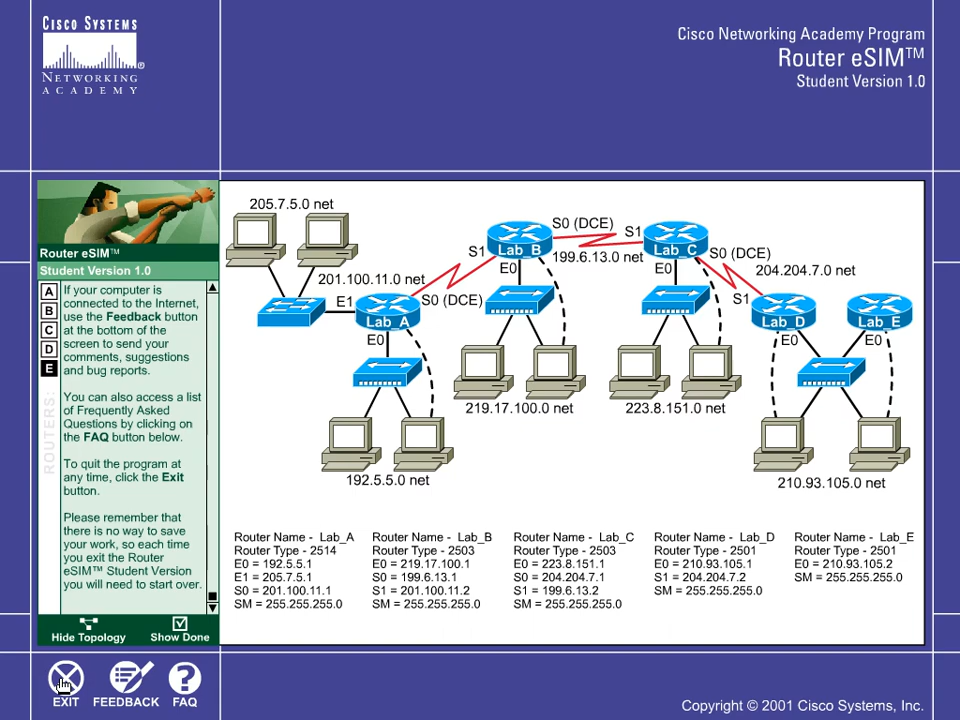 CISCO SYSTEMS
NETWORKING
ACADEMY
®
Cisco Networking Academy Program
Router eSIM™
Student Version 1.0
Router eSIM™
Student Version 1.0
A
B
C
D
E
ROUTERS:
If your computer is
connected to the Internet,
use the Feedback button
at the bottom of the
screen to send your
comments, suggestions
and bug reports.
You can also access a list
of Frequently Asked
Questions by clicking on
the FAQ button below.
To quit the program at
any time, click the Exit
button.
Please remember that
there is no way to save
your work, so each time
you exit the Router
eSIM™ Student Version
you will need to start over.
Hide Topology
Show Done
205.7.5.0 net
201.100.11.0 net
E1
S0 (DCE)
Lab_A
E0
192.5.5.0 net
S1
Lab_B
E0
S0 (DCE)
199.6.13.0 net
219.17.100.0 net
S1
Lab_C
E0
S0 (DCE)
204.204.7.0 net
223.8.151.0 net
S1
Lab_D
E0
Lab_E
E0
210.93.105.0 net
Router Name - Lab_A
Router Type - 2514
E0 = 192.5.5.1
E1 = 205.7.5.1
S0 = 201.100.11.1
SM = 255.255.255.0
Router Name - Lab_B
Router Type - 2503
E0 = 219.17.100.1
S0 = 199.6.13.1
S1 = 201.100.11.2
SM = 255.255.255.0
Router Name - Lab_C
Router Type - 2503
E0 = 223.8.151.1
S0 = 204.204.7.1
S1 = 199.6.13.2
SM = 255.255.255.0
Router Name - Lab_D
Router Type - 2501
E0 = 210.93.105.1
S1 = 204.204.7.2
SM = 255.255.255.0
Router Name - Lab_E
Router Type - 2501
E0 = 210.93.105.2
SM = 255.255.255.0
EXIT
FEEDBACK
?
FAQ
Copyright © 2001 Cisco Systems, Inc.